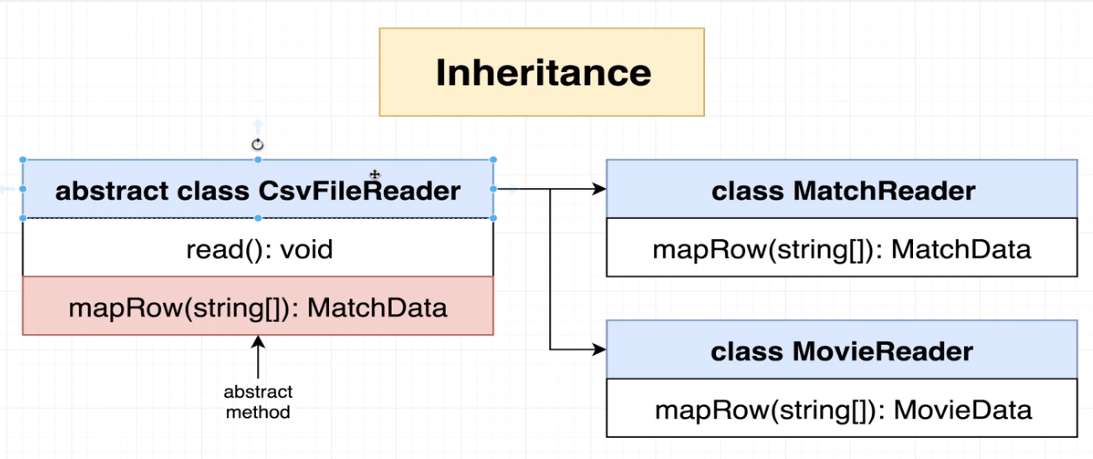 Inheritance
abstract class CsvFileReader
read(): void
mapRow(string[]): MatchData
abstract
method
class MatchReader
mapRow(string[]): MatchData
class MovieReader
mapRow(string[]): MovieData